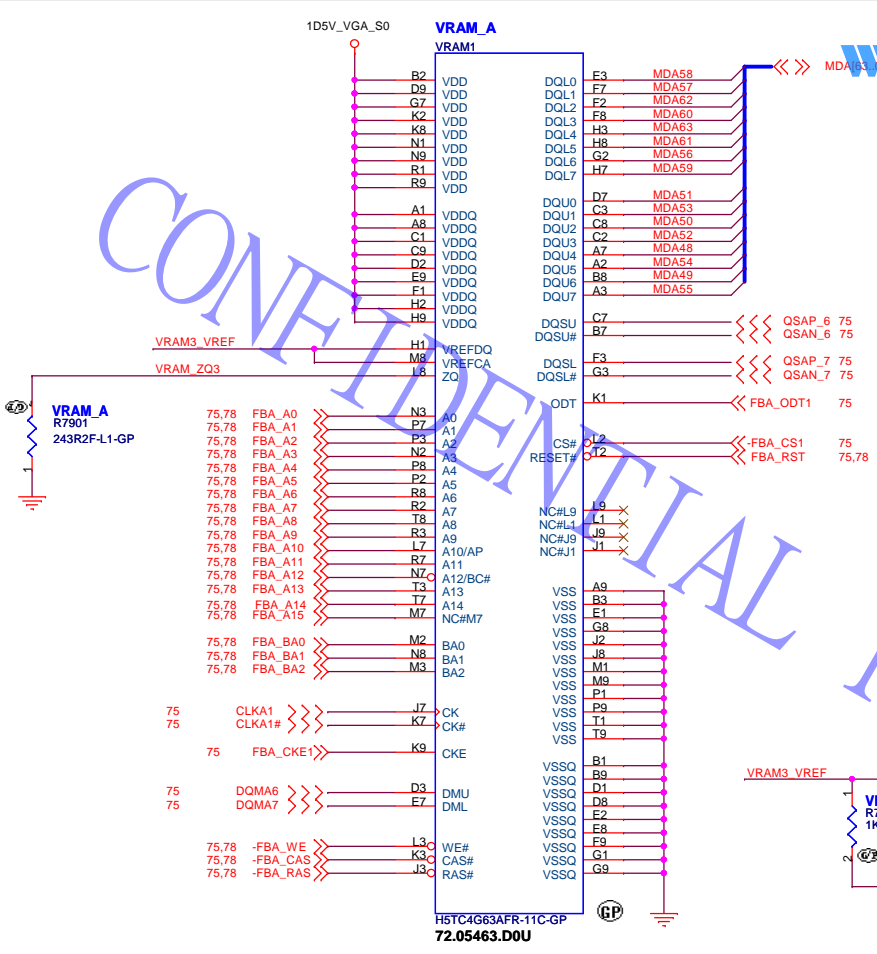 1D5V_VGA_S0
VRAM_A
VRAM1
B2 VDD
D9 VDD
G7 VDD
K2 VDD
K8 VDD
N1 VDD
N9 VDD
R1 VDD
R9 VDD
A1 VDDQ
A8 VDDQ
C1 VDDQ
C9 VDDQ
D2 VDDQ
E9 VDDQ
F1 VDDQ
H2 VDDQ
H9 VDDQ
VRAM3_VREF H1 VREFDQ
M8 VREFCA
VRAM_ZQ3 L8 ZQ
VRAM_A
R7901
243R2F-L1-GP
1
75,78 FBA_A0 N3 A0
75,78 FBA_A1 P7 A1
75,78 FBA_A2 P3 A2
75,78 FBA_A3 N2 A3
75,78 FBA_A4 P8 A4
75,78 FBA_A5 P2 A5
75,78 FBA_A6 R8 A6
75,78 FBA_A7 R2 A7
75,78 FBA_A8 T8 A8
75,78 FBA_A9 R3 A9
75,78 FBA_A10 L7 A10/AP
75,78 FBA_A11 R7 A11
75,78 FBA_A12 N7 A12/BC#
75,78 FBA_A13 T3 A13
75,78 FBA_A14 T7 A14
75,78 FBA_A15 M7 NC#M7
75,78 FBA_BA0 M2 BA0
75,78 FBA_BA1 N8 BA1
75,78 FBA_BA2 M3 BA2
75 CLKA1 J7 CK
75 CLKA1# K7 CK#
75 FBA_CKE1 K9 CKE
75 DQMA6 D3 DMU
75 DQMA7 E7 DML
75,78 -FBA_WE L3 WE#
75,78 -FBA_CAS K3 CAS#
75,78 -FBA_RAS J3 RAS#
DQL0 E3 MDA58
DQL1 F7 MDA57
DQL2 F2 MDA62
DQL3 F8 MDA60
DQL4 H3 MDA63
DQL5 H8 MDA61
DQL6 G2 MDA56
DQL7 H7 MDA59
DQU0 D7 MDA51
DQU1 C3 MDA53
DQU2 C8 MDA50
DQU3 C2 MDA52
DQU4 A7 MDA48
DQU5 A2 MDA54
DQU6 B8 MDA49
DQU7 A3 MDA55
DQSU C7 QSAP_6 75
DQSU# B7 QSAN_6 75
DQSL F3 QSAP_7 75
DQSL# G3 QSAN_7 75
ODT K1 FBA_ODT1 75
CS# L2 -FBA_CS1 75
RESET# T2 FBA_RST 75,78
NC#L9 L9
NC#L1 L1
NC#J9 J9
NC#J1 J1
VSS A9
VSS B3
VSS E1
VSS G8
VSS J2
VSS J8
VSS M1
VSS M9
VSS P1
VSS P9
VSS T1
VSS T9
VSSQ B1
VSSQ B9
VSSQ D1
VSSQ D8
VSSQ E2
VSSQ E8
VSSQ F9
VSSQ G1
VSSQ G9
H5TC4G63AFR-11C-GP
72.05463.D0U
GP
VRAM3_VREF
1
2
CONFIDENTIAL